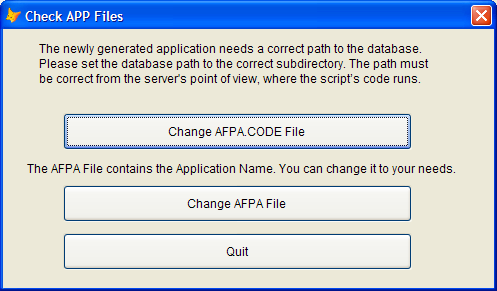 Check APP Files
The newly generated application needs a correct path to the database.
Please set the database path to the correct subdirectory. The path must
be correct from the server's point of view, where the script's code runs.
Change AFPA.CODE File
The AFPA File contains the Application Name. You can change it to your needs.
Change AFPA File
Quit